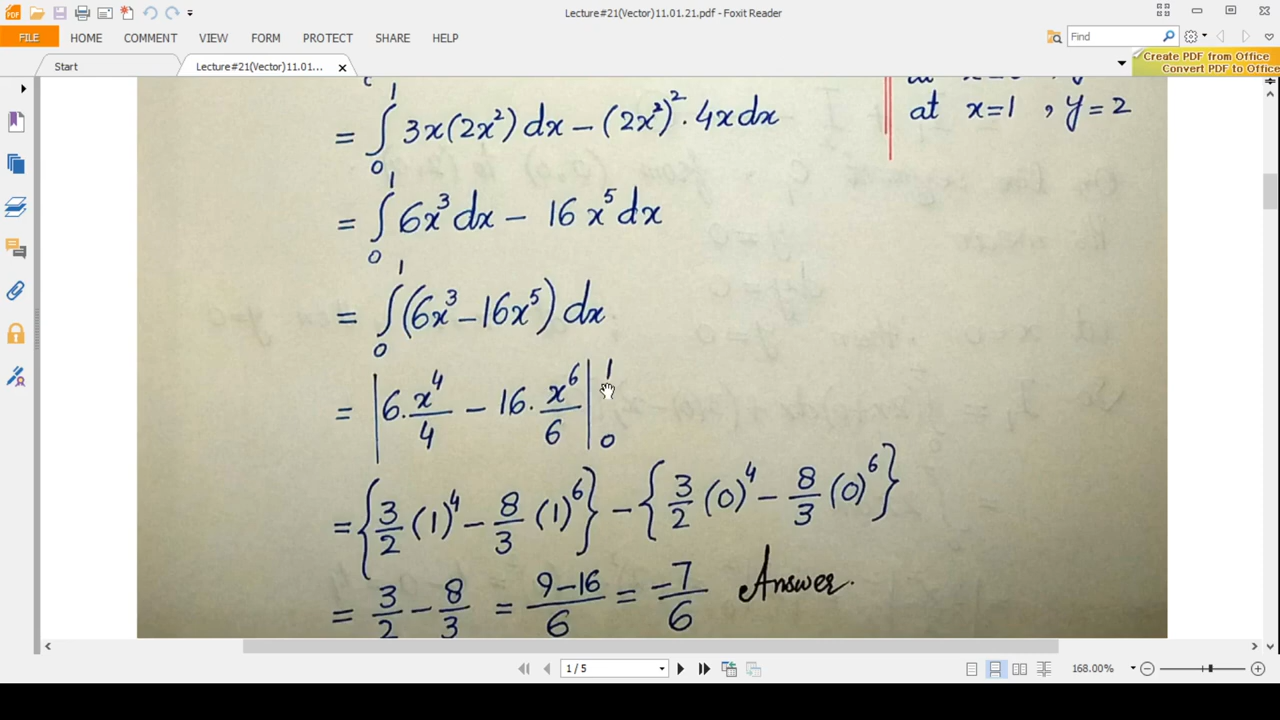 Lecture#21(Vector)11.01.21.pdf - Foxit Reader
FILE HOME COMMENT VIEW FORM PROTECT SHARE HELP Find
Create PDF from Office
Convert PDF to Office
Start Lecture#21(Vector)11.01....
at x=1 , y=2
= ∫₀¹ 3x(2x²) dx – (2x²)². 4x dx
= ∫₀¹ 6x³ dx – 16 x⁵ dx
= ∫₀¹ (6x³ – 16x⁵) dx
= | 6. x⁴/4 – 16. x⁶/6 |₀¹
= { 3/2 (1)⁴ – 8/3 (1)⁶ } – { 3/2 (0)⁴ – 8/3 (0)⁶ }
= 3/2 – 8/3 = 9–16/6 = –7/6 Answer.
1 / 5 168.00%